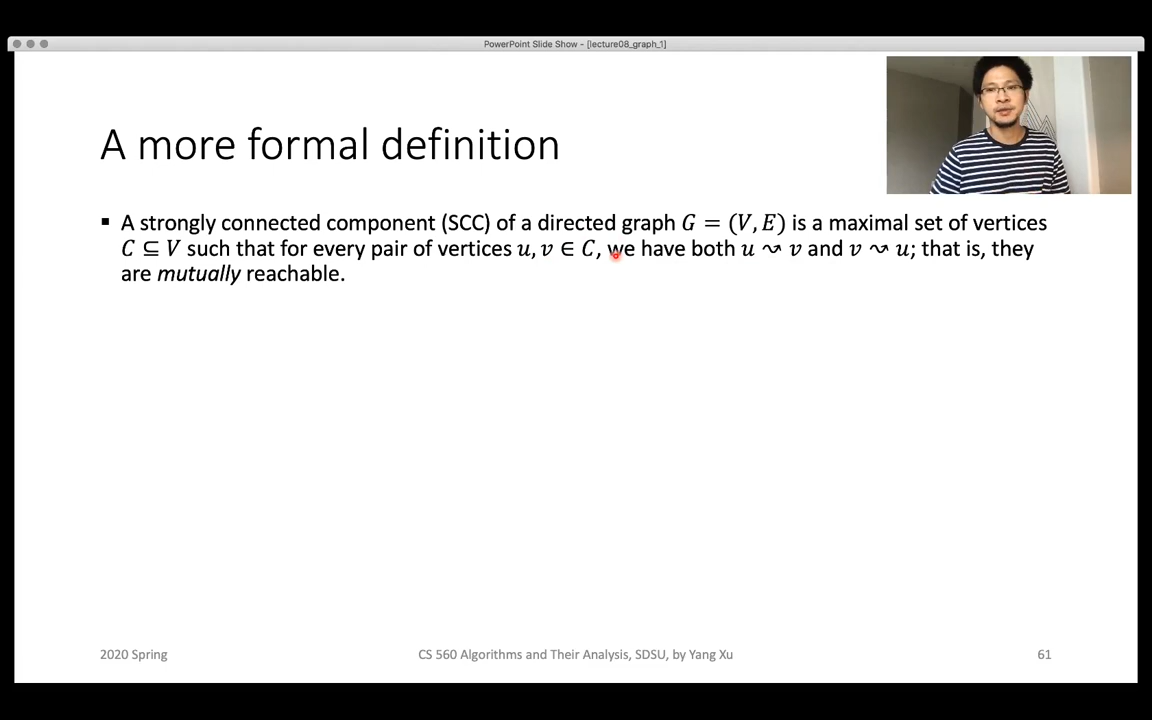 PowerPoint Slide Show - [lecture08_graph_1]
A more formal definition
▪ A strongly connected component (SCC) of a directed graph G = (V, E) is a maximal set of vertices
C ⊆ V such that for every pair of vertices u, v ∈ C, we have both u ⤳ v and v ⤳ u; that is, they
are mutually reachable.
2020 Spring
CS 560 Algorithms and Their Analysis, SDSU, by Yang Xu
61